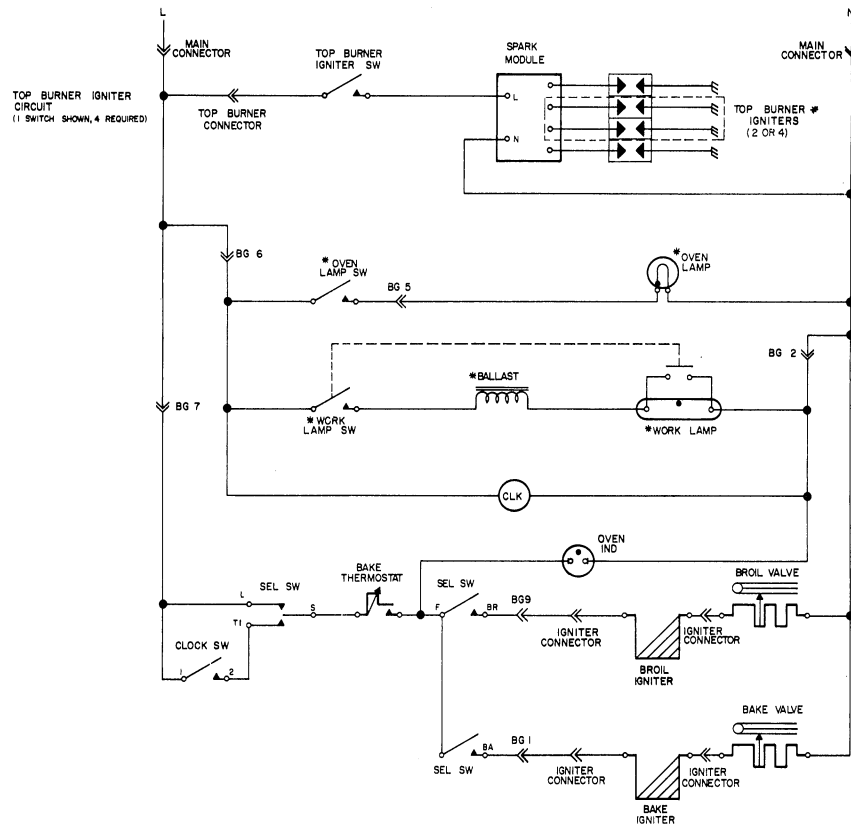 L
N
MAIN
CONNECTOR
MAIN
CONNECTOR
TOP BURNER
IGNITER SW
SPARK
MODULE
TOP BURNER IGNITER
CIRCUIT
(1 SWITCH SHOWN, 4 REQUIRED)
TOP BURNER
CONNECTOR
L
N
TOP BURNER *
IGNITERS
(2 OR 4)
BG 6
*OVEN
LAMP SW
BG 5
*OVEN
LAMP
BG 2
BG 7
*BALLAST
*WORK
LAMP SW
*WORK LAMP
CLK
OVEN
IND
BAKE
THERMOSTAT
SEL SW
L
T1
S
SEL SW
F
BR
BG9
IGNITER
CONNECTOR
IGNITER
CONNECTOR
BROIL VALVE
CLOCK SW
1
2
BROIL
IGNITER
BAKE VALVE
SEL SW
BA
BG 1
IGNITER
CONNECTOR
IGNITER
CONNECTOR
BAKE
IGNITER